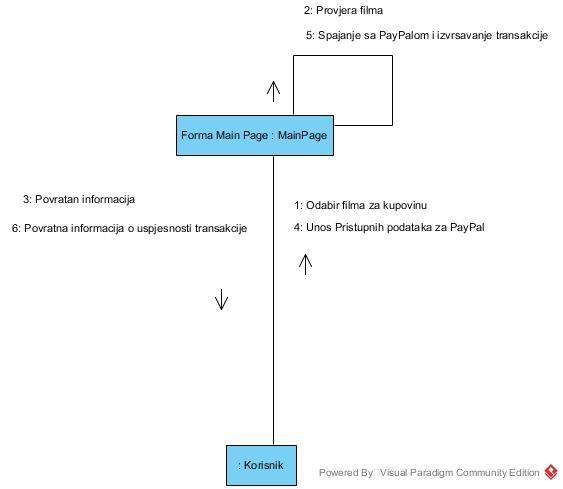 2: Provjera filma
5: Spajanje sa PayPalom i izvrsavanje transakcije
Forma Main Page : MainPage
3: Povratan informacija
6: Povratna informacija o uspjesnosti transakcije
1: Odabir filma za kupovinu
4: Unos Pristupnih podataka za PayPal
: Korisnik
Powered By Visual Paradigm Community Edition